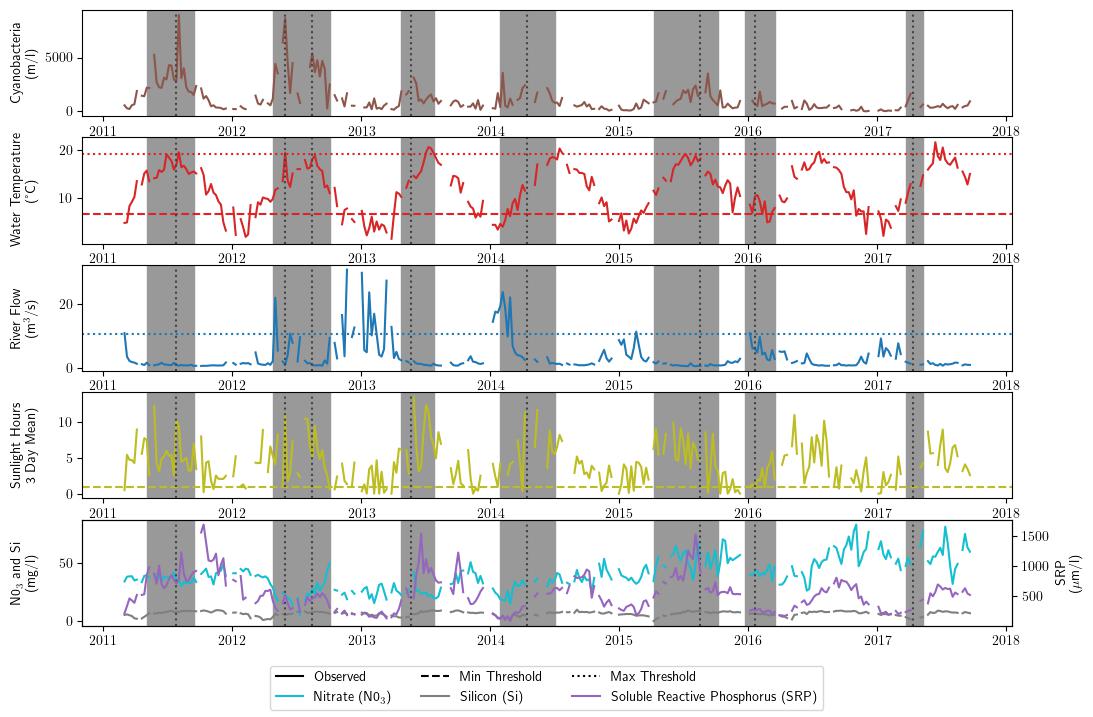 Cyanobacteria
(m/l)
5000
0
2011 2012 2013 2014 2015 2016 2017 2018
Water Temperature
(°C)
20
10
2011 2012 2013 2014 2015 2016 2017 2018
River Flow
(m³/s)
20
0
2011 2012 2013 2014 2015 2016 2017 2018
Sunlight Hours
3 Day Mean)
10
5
0
2011 2012 2013 2014 2015 2016 2017 2018
N0₃ and Si
(mg/l)
50
0
1500
1000
500
SRP
(μm/l)
2011 2012 2013 2014 2015 2016 2017 2018
Observed Min Threshold Max Threshold
Nitrate (N0₃) Silicon (Si) Soluble Reactive Phosphorus (SRP)